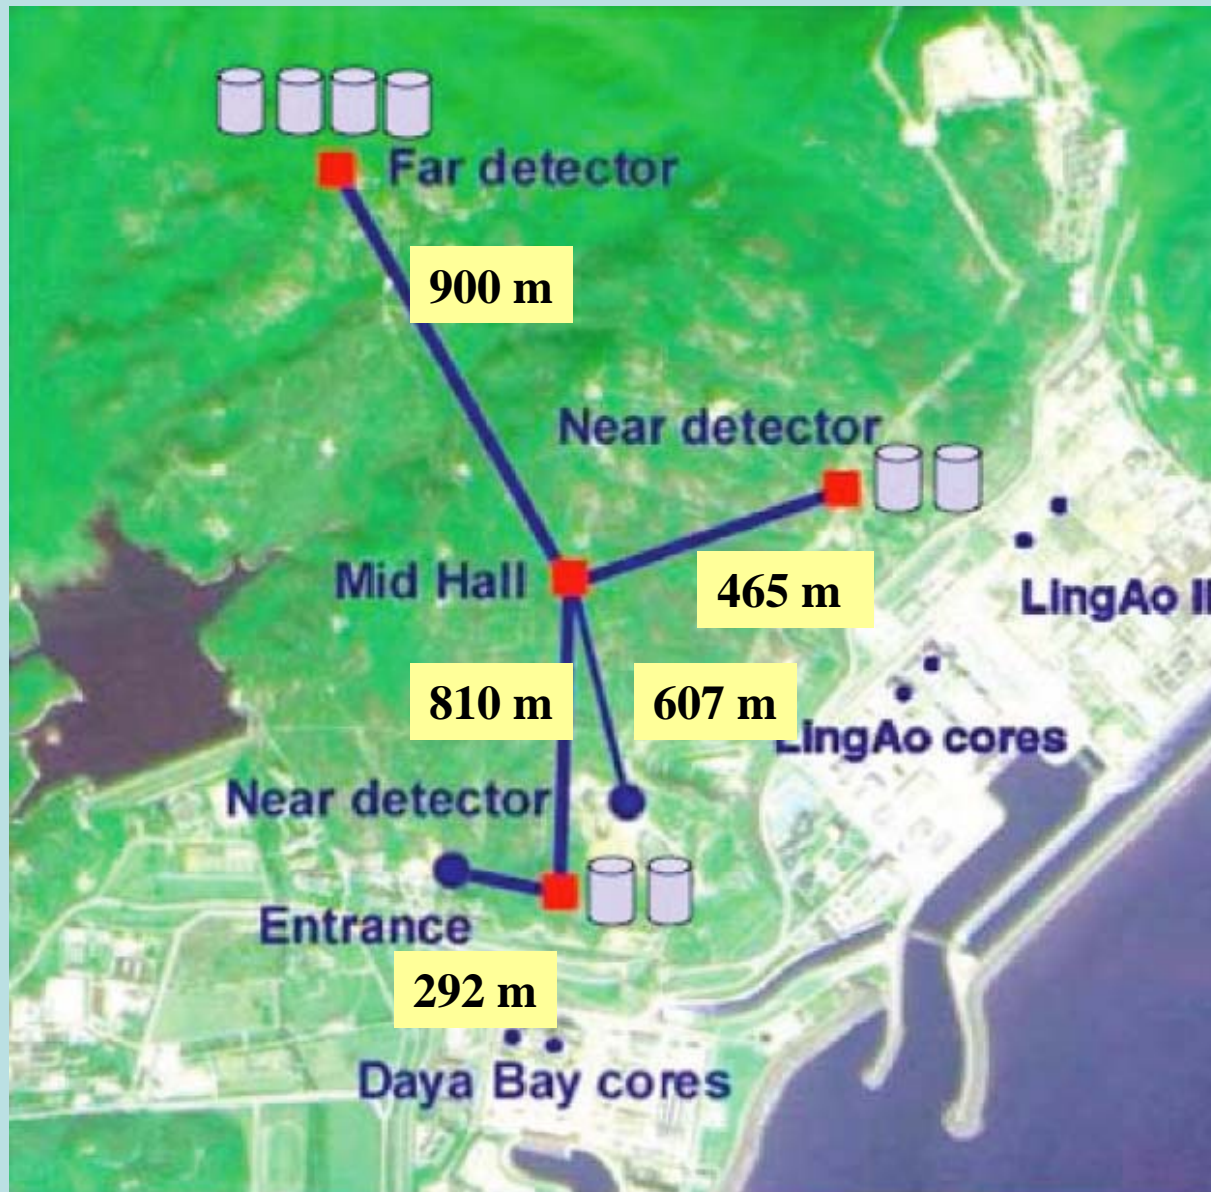 Far detector
900 m
Near detector
Mid Hall
465 m
LingAo II
810 m
607 m
LingAo cores
Near detector
Entrance
292 m
Daya Bay cores